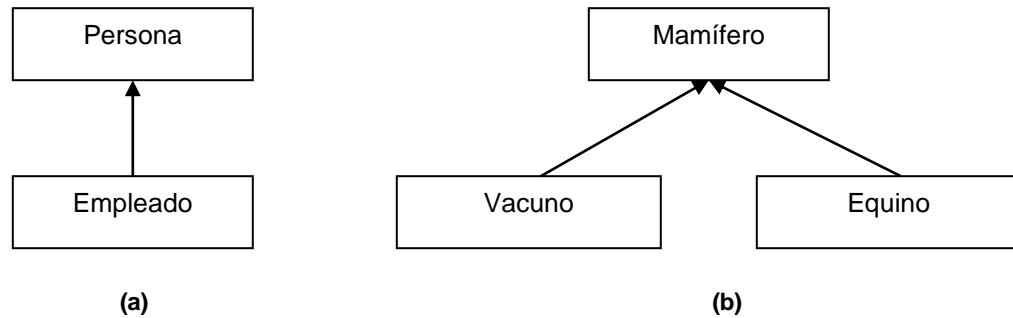 Persona
Mamífero
Empleado
Vacuno
Equino
(a)
(b)